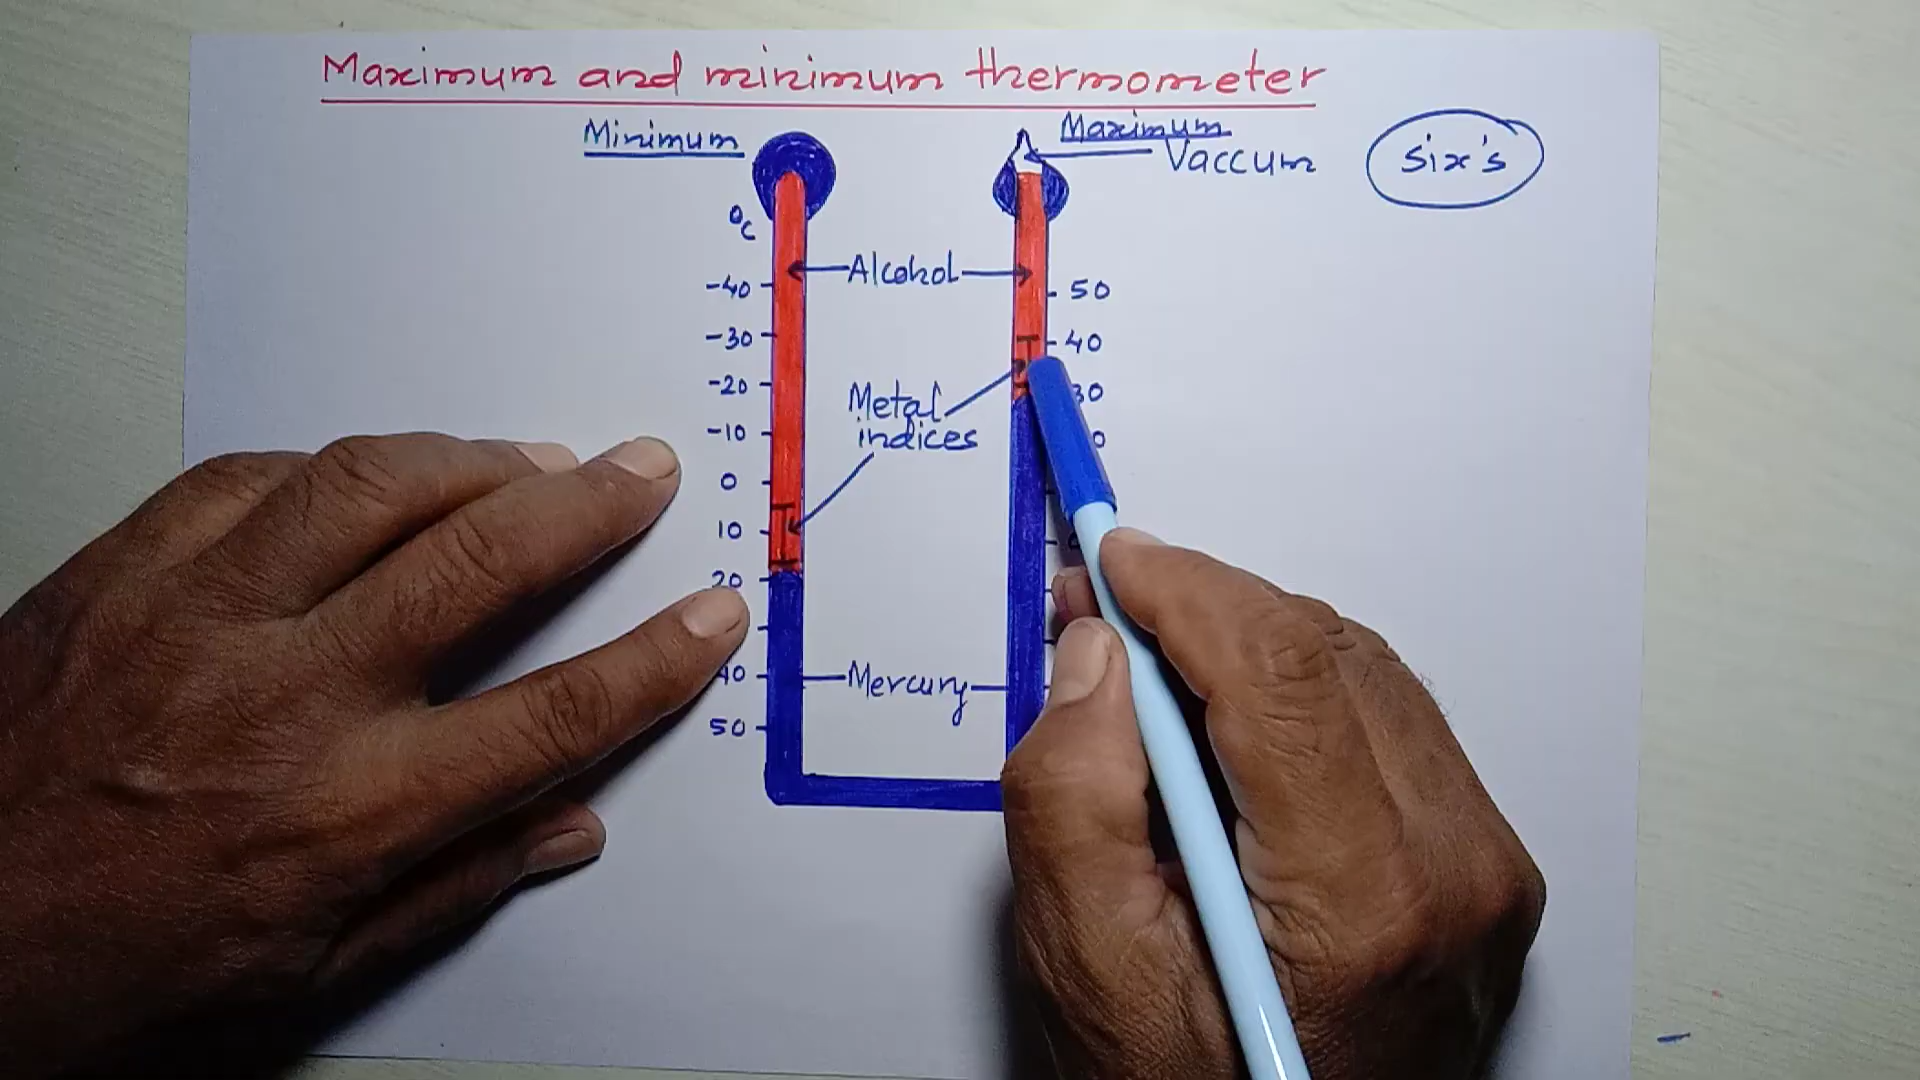 Maximum and minimum thermometer
Minimum
Maximum
Vaccum
six's
°C
Alcohol
-40
50
-30
40
-20
30
Metal
indices
-10
0
10
20
40
Mercury
50